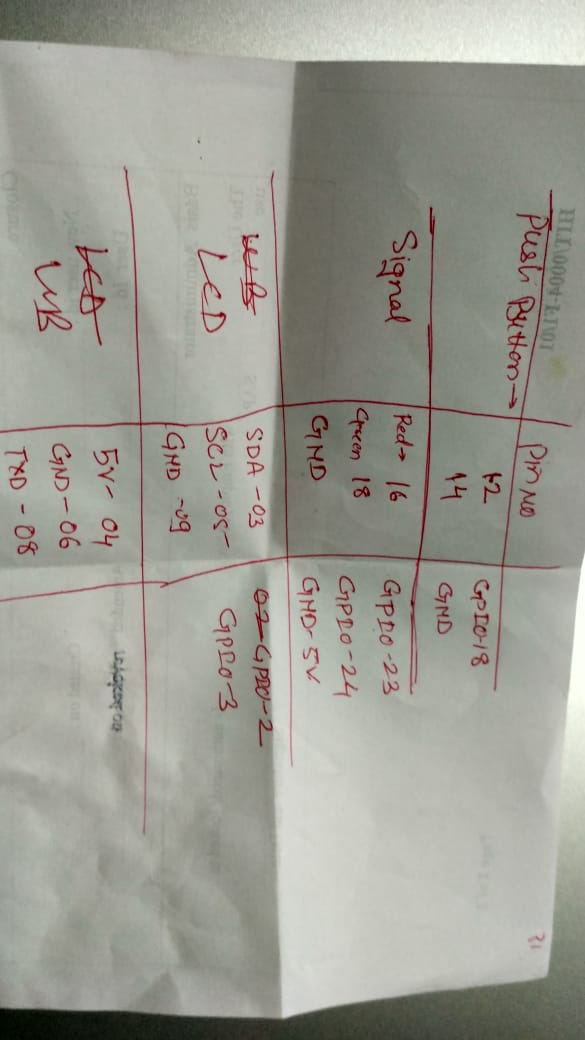 Pin No
Push Button → 12 GPIO-18
14 GND
Signal Red → 16 GPIO-23
Green 18 GPIO-24
GND GND-5V
SDA-03 02-GPIO-2
LCD SCL-05- GPIO-3
GND-09
LCD 5V-04
WB GND-06
TXD-08